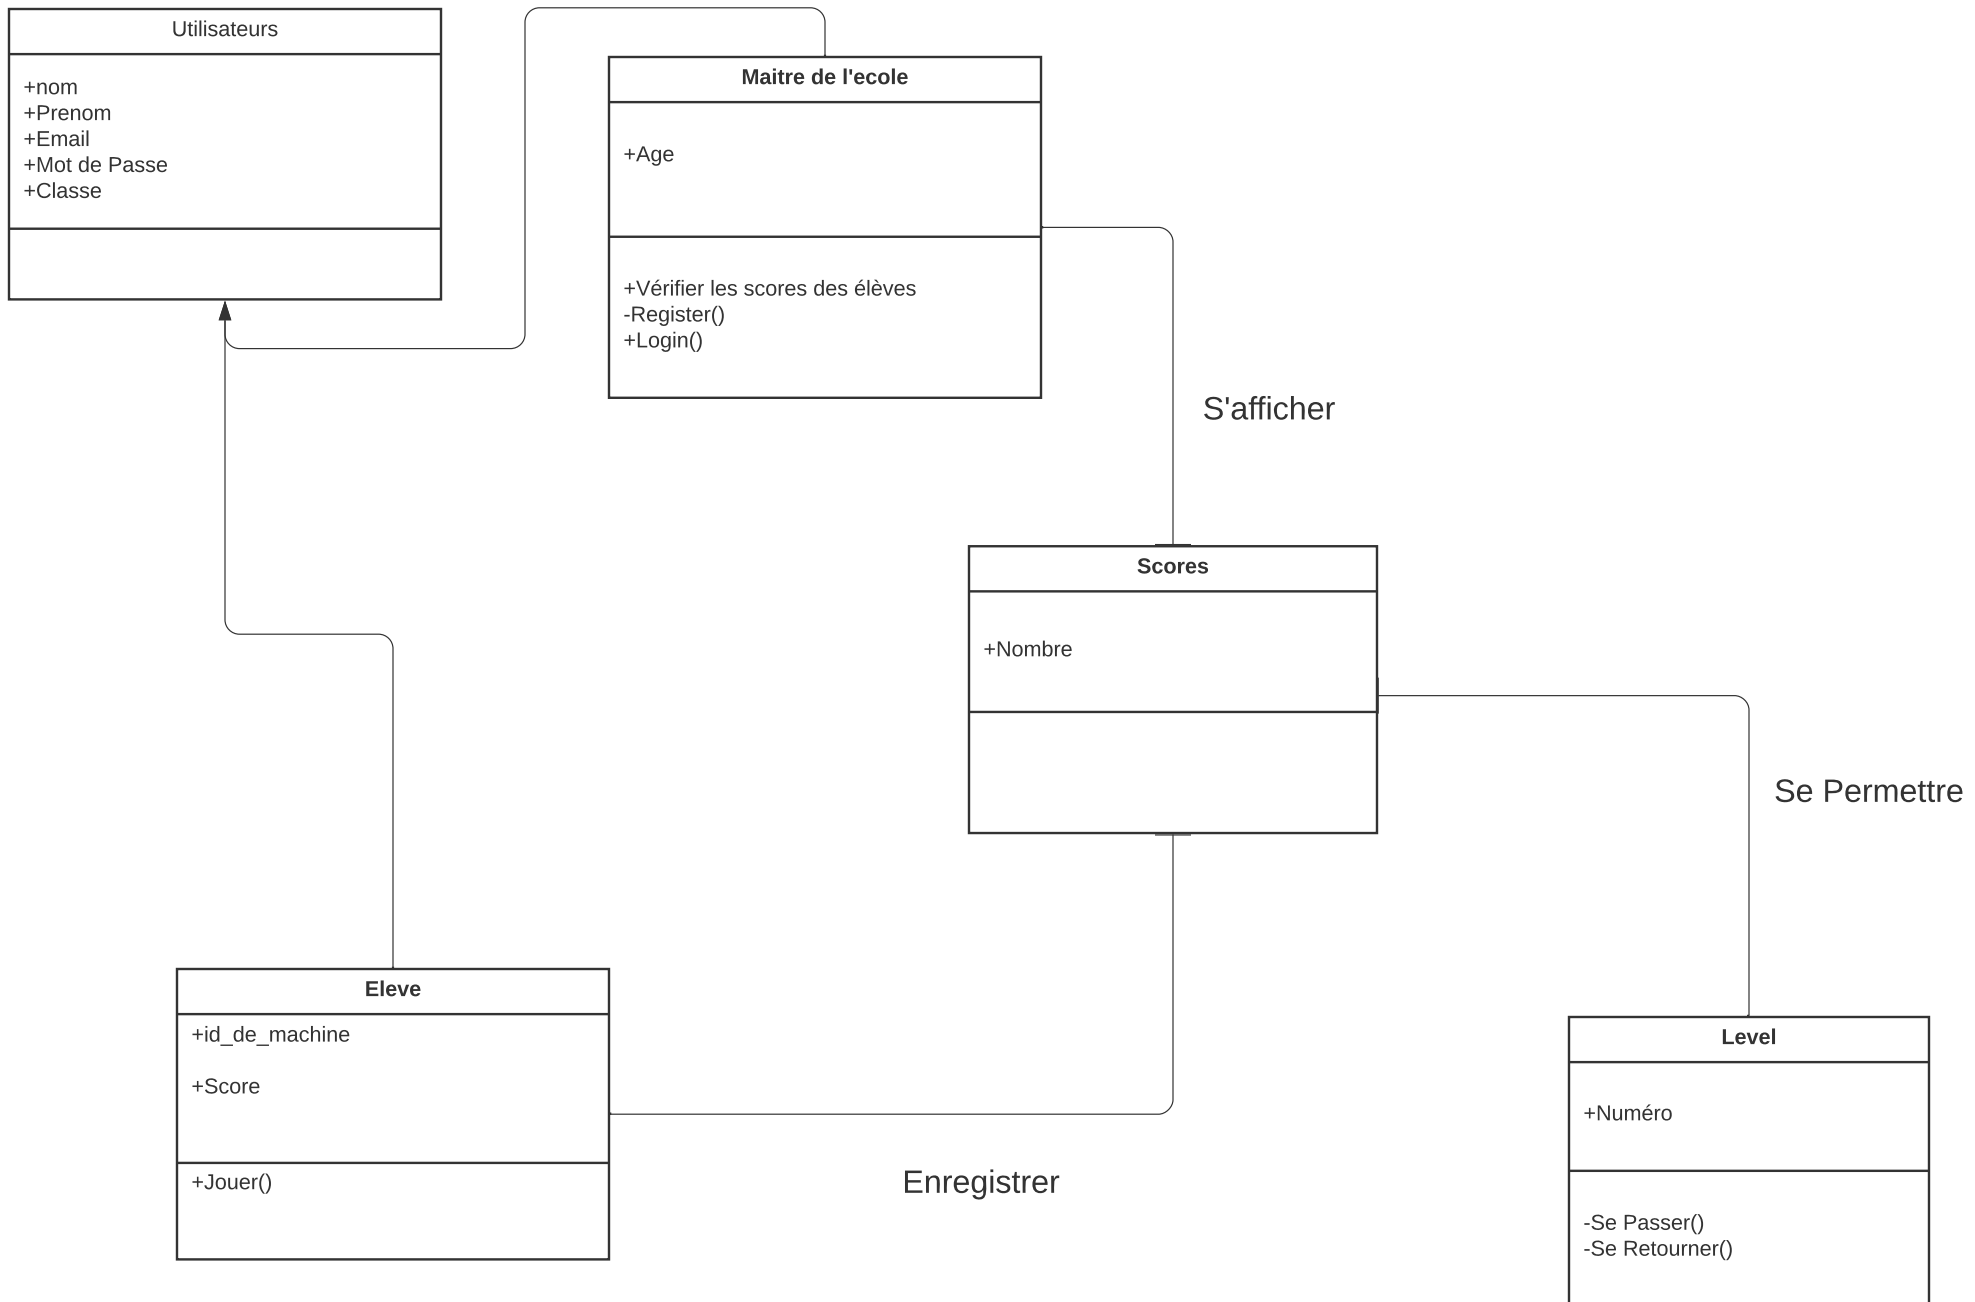 Utilisateurs
+nom
+Prenom
+Email
+Mot de Passe
+Classe
Maitre de l'ecole
+Age
+Vérifier les scores des élèves
-Register()
+Login()
S'afficher
Scores
+Nombre
Se Permettre
Eleve
+id_de_machine
+Score
+Jouer()
Enregistrer
Level
+Numéro
-Se Passer()
-Se Retourner()